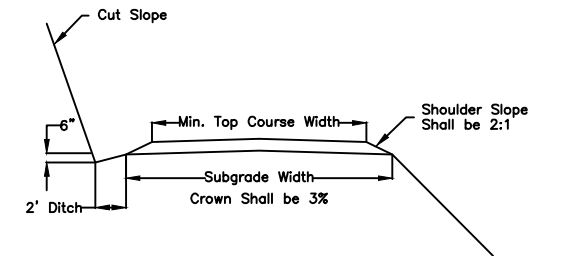 Cut Slope
6"
Min. Top Course Width
Shoulder Slope
Shall be 2:1
Subgrade Width
Crown Shall be 3%
2' Ditch